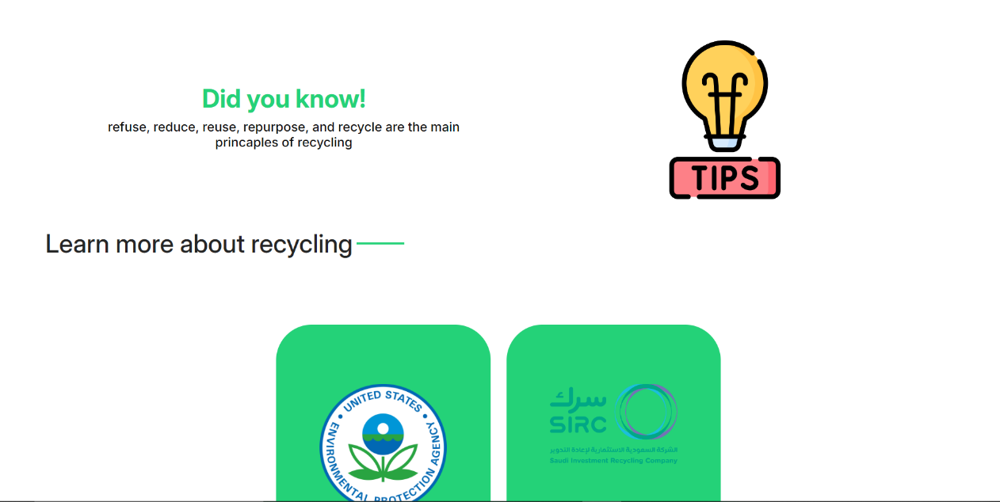 Did you know!
refuse, reduce, reuse, repurpose, and recycle are the main
princaples of recycling
TIPS
Learn more about recycling
UNITED STATES
ENVIRONMENTAL PROTECTION AGENCY
سرك
SIRC
الشركة السعودية الاستثمارية لإعادة التدوير
Saudi Investment Recycling Company